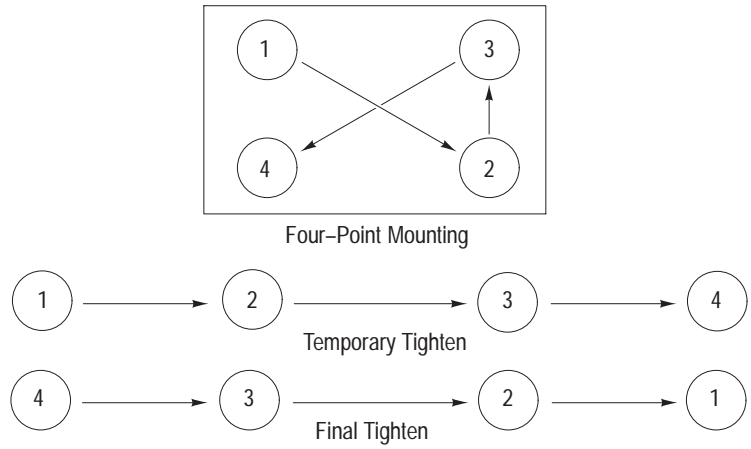 1 3
4 2
Four–Point Mounting
1 2 3 4
Temporary Tighten
4 3 2 1
Final Tighten